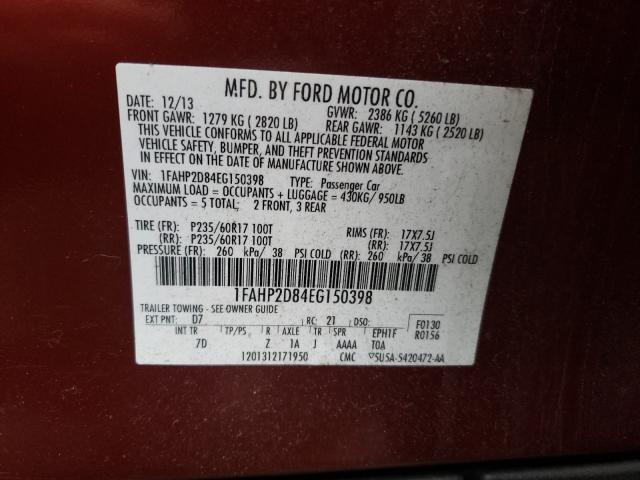 MFD. BY FORD MOTOR CO.
DATE: 12/13 GVWR: 2386 KG ( 5260 LB)
FRONT GAWR: 1279 KG ( 2820 LB) REAR GAWR: 1143 KG ( 2520 LB)
THIS VEHICLE CONFORMS TO ALL APPLICABLE FEDERAL MOTOR
VEHICLE SAFETY, BUMPER, AND THEFT PREVENTION STANDARDS
IN EFFECT ON THE DATE OF MANUFACTURE SHOWN ABOVE.
VIN: 1FAHP2D84EG150398 TYPE: Passenger Car
MAXIMUM LOAD = OCCUPANTS + LUGGAGE = 430KG/ 950LB
OCCUPANTS = 5 TOTAL; 2 FRONT, 3 REAR
TIRE (FR): P235/60R17 100T RIMS (FR): 17X7.5J
(RR): P235/60R17 100T (RR): 17X7.5J
PRESSURE (FR): 260 kPa/ 38 PSI COLD (RR): 260 kPa/ 38 PSI COLD
1FAHP2D84EG150398
TRAILER TOWING - SEE OWNER GUIDE
EXT PNT: D7 RC: 21 DSO: F0130
R0156
INT TR TP/PS R AXLE TR SPR EPH1F
7D Z 1A J AAAA T0A
1201312171950 CMC 5U5A-5420472-AA